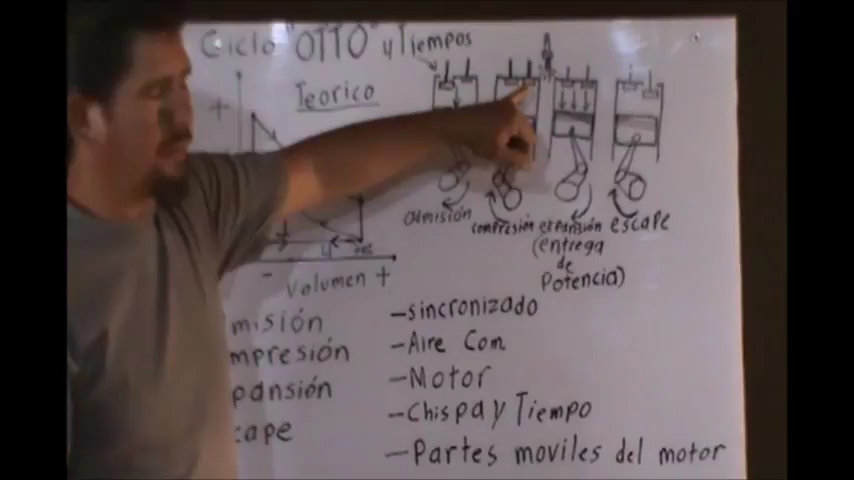 Ciclo "OTTO" y Tiempos
Teorico
+
admisión
compresión
expansión
(entrega
de
Potencia)
escape
4
- Volumen +
misión
mpresión
pansión
cape
-sincronizado
-Aire Com.
-Motor
-Chispa y Tiempo
-Partes moviles del motor